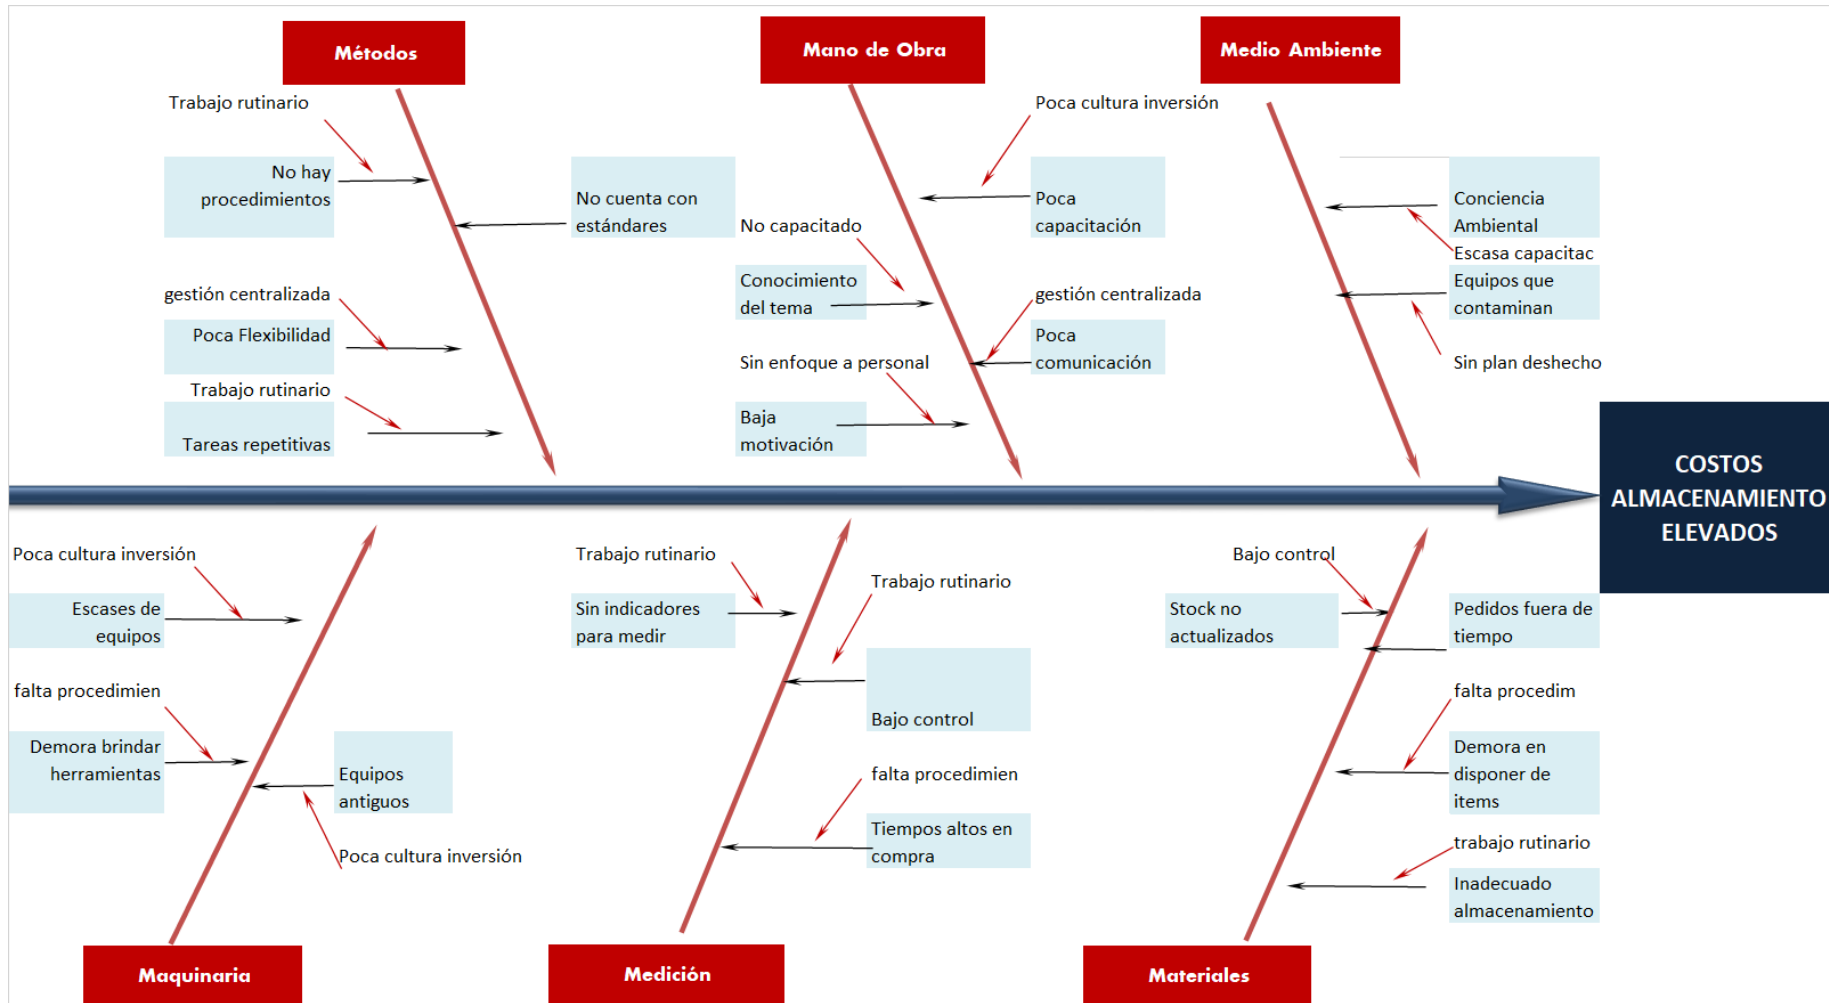 Métodos
Mano de Obra
Medio Ambiente
Trabajo rutinario
No hay
procedimientos
No cuenta con
estándares
gestión centralizada
Poca Flexibilidad
Trabajo rutinario
Tareas repetitivas
Poca cultura inversión
Poca
capacitación
No capacitado
Conocimiento
del tema
gestión centralizada
Poca
comunicación
Sin enfoque a personal
Baja
motivación
Conciencia
Ambiental
Escasa capacitac
Equipos que
contaminan
Sin plan deshecho
COSTOS
ALMACENAMIENTO
ELEVADOS
Poca cultura inversión
Escases de
equipos
falta procedimien
Demora brindar
herramientas
Equipos
antiguos
Poca cultura inversión
Trabajo rutinario
Sin indicadores
para medir
Trabajo rutinario
Bajo control
falta procedimien
Tiempos altos en
compra
Bajo control
Stock no
actualizados
Pedidos fuera de
tiempo
falta procedim
Demora en
disponer de
items
trabajo rutinario
Inadecuado
almacenamiento
Maquinaria
Medición
Materiales